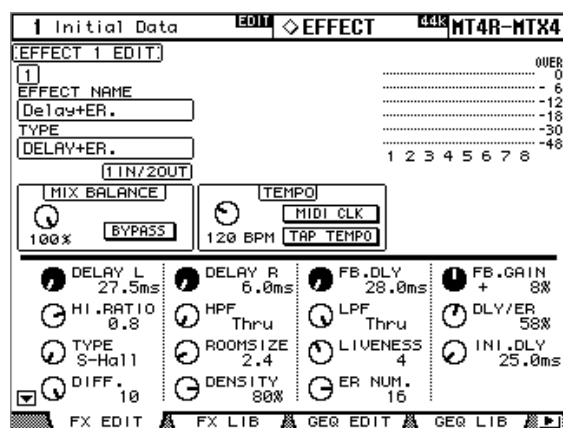 1 Initial Data EDIT ◇EFFECT 44k MT4R-MTX4
EFFECT 1 EDIT
1
EFFECT NAME
Delay+ER.
TYPE
DELAY+ER.
1IN/2OUT
OVER
0
- 6
-12
-18
-30
-48
1 2 3 4 5 6 7 8
MIX BALANCE
100%
BYPASS
TEMPO
MIDI CLK
120 BPM TAP TEMPO
DELAY L 27.5ms
DELAY R 6.0ms
FB.DLY 28.0ms
FB.GAIN + 8%
HI.RATIO 0.8
HPF Thru
LPF Thru
DLY/ER 58%
TYPE S-Hall
ROOMSIZE 2.4
LIVENESS 4
INI.DLY 25.0ms
DIFF. 10
DENSITY 80%
ER NUM. 16
FX EDIT FX LIB GEQ EDIT GEQ LIB